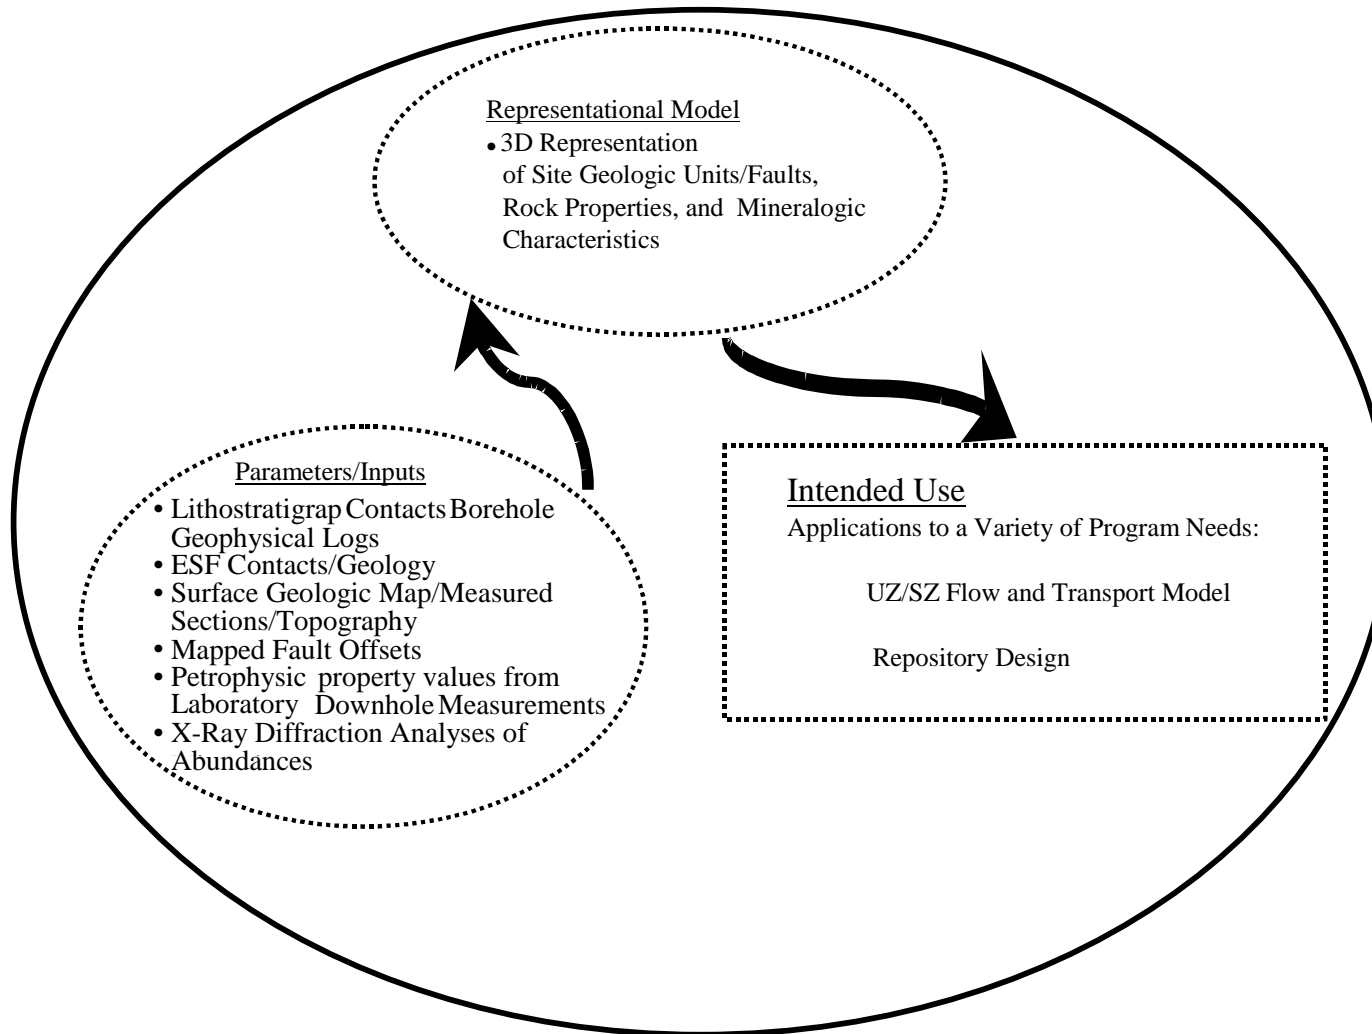 Representational Model
• 3D Representation
of Site Geologic Units/Faults,
Rock Properties, and Mineralogic
Characteristics
Parameters/Inputs
• Lithostratigrap Contacts Borehole
Geophysical Logs
• ESF Contacts/Geology
• Surface Geologic Map/Measured
Sections/Topography
• Mapped Fault Offsets
• Petrophysic property values from
Laboratory Downhole Measurements
• X-Ray Diffraction Analyses of
Abundances
Intended Use
Applications to a Variety of Program Needs:
UZ/SZ Flow and Transport Model
Repository Design